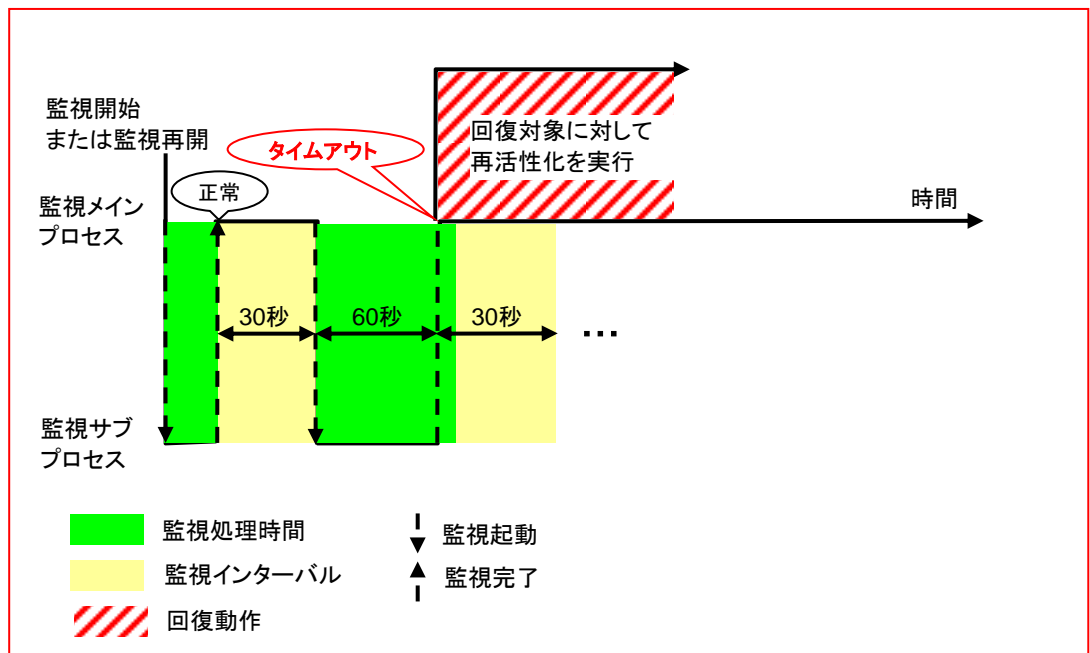 監視開始
または監視再開
タイムアウト
回復対象に対して
再活性化を実行
正常
監視メイン
プロセス
時間
30秒
60秒
30秒
…
監視サブ
プロセス
監視処理時間
監視起動
監視インターバル
監視完了
回復動作